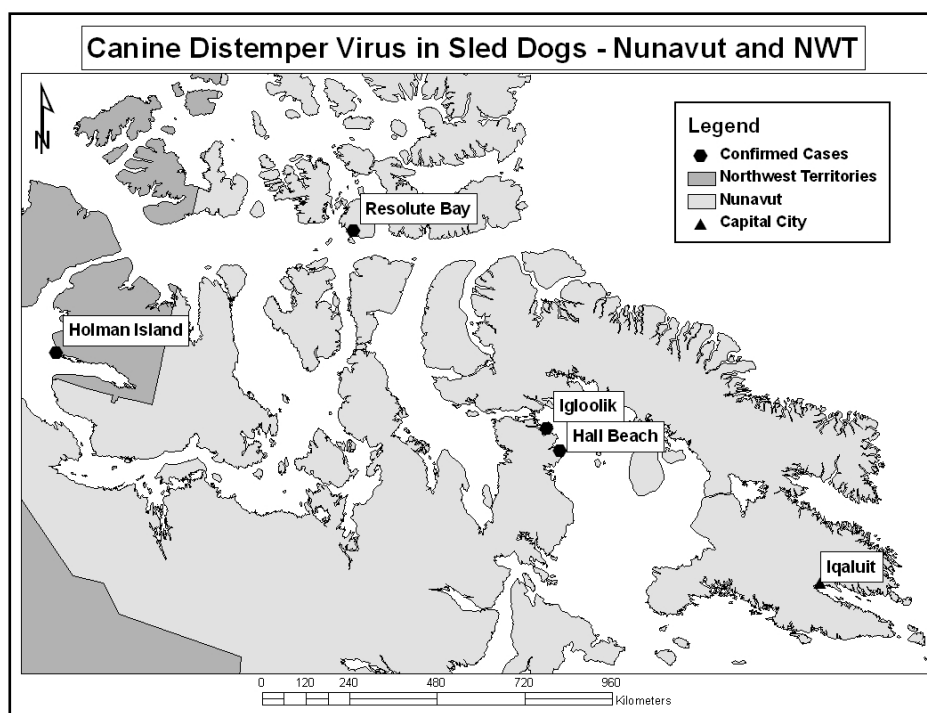 Canine Distemper Virus in Sled Dogs - Nunavut and NWT
N
Legend
Confirmed Cases
Northwest Territories
Nunavut
Capital City
Resolute Bay
Holman Island
Igloolik
Hall Beach
Iqaluit
0 120 240 480 720 960
Kilometers